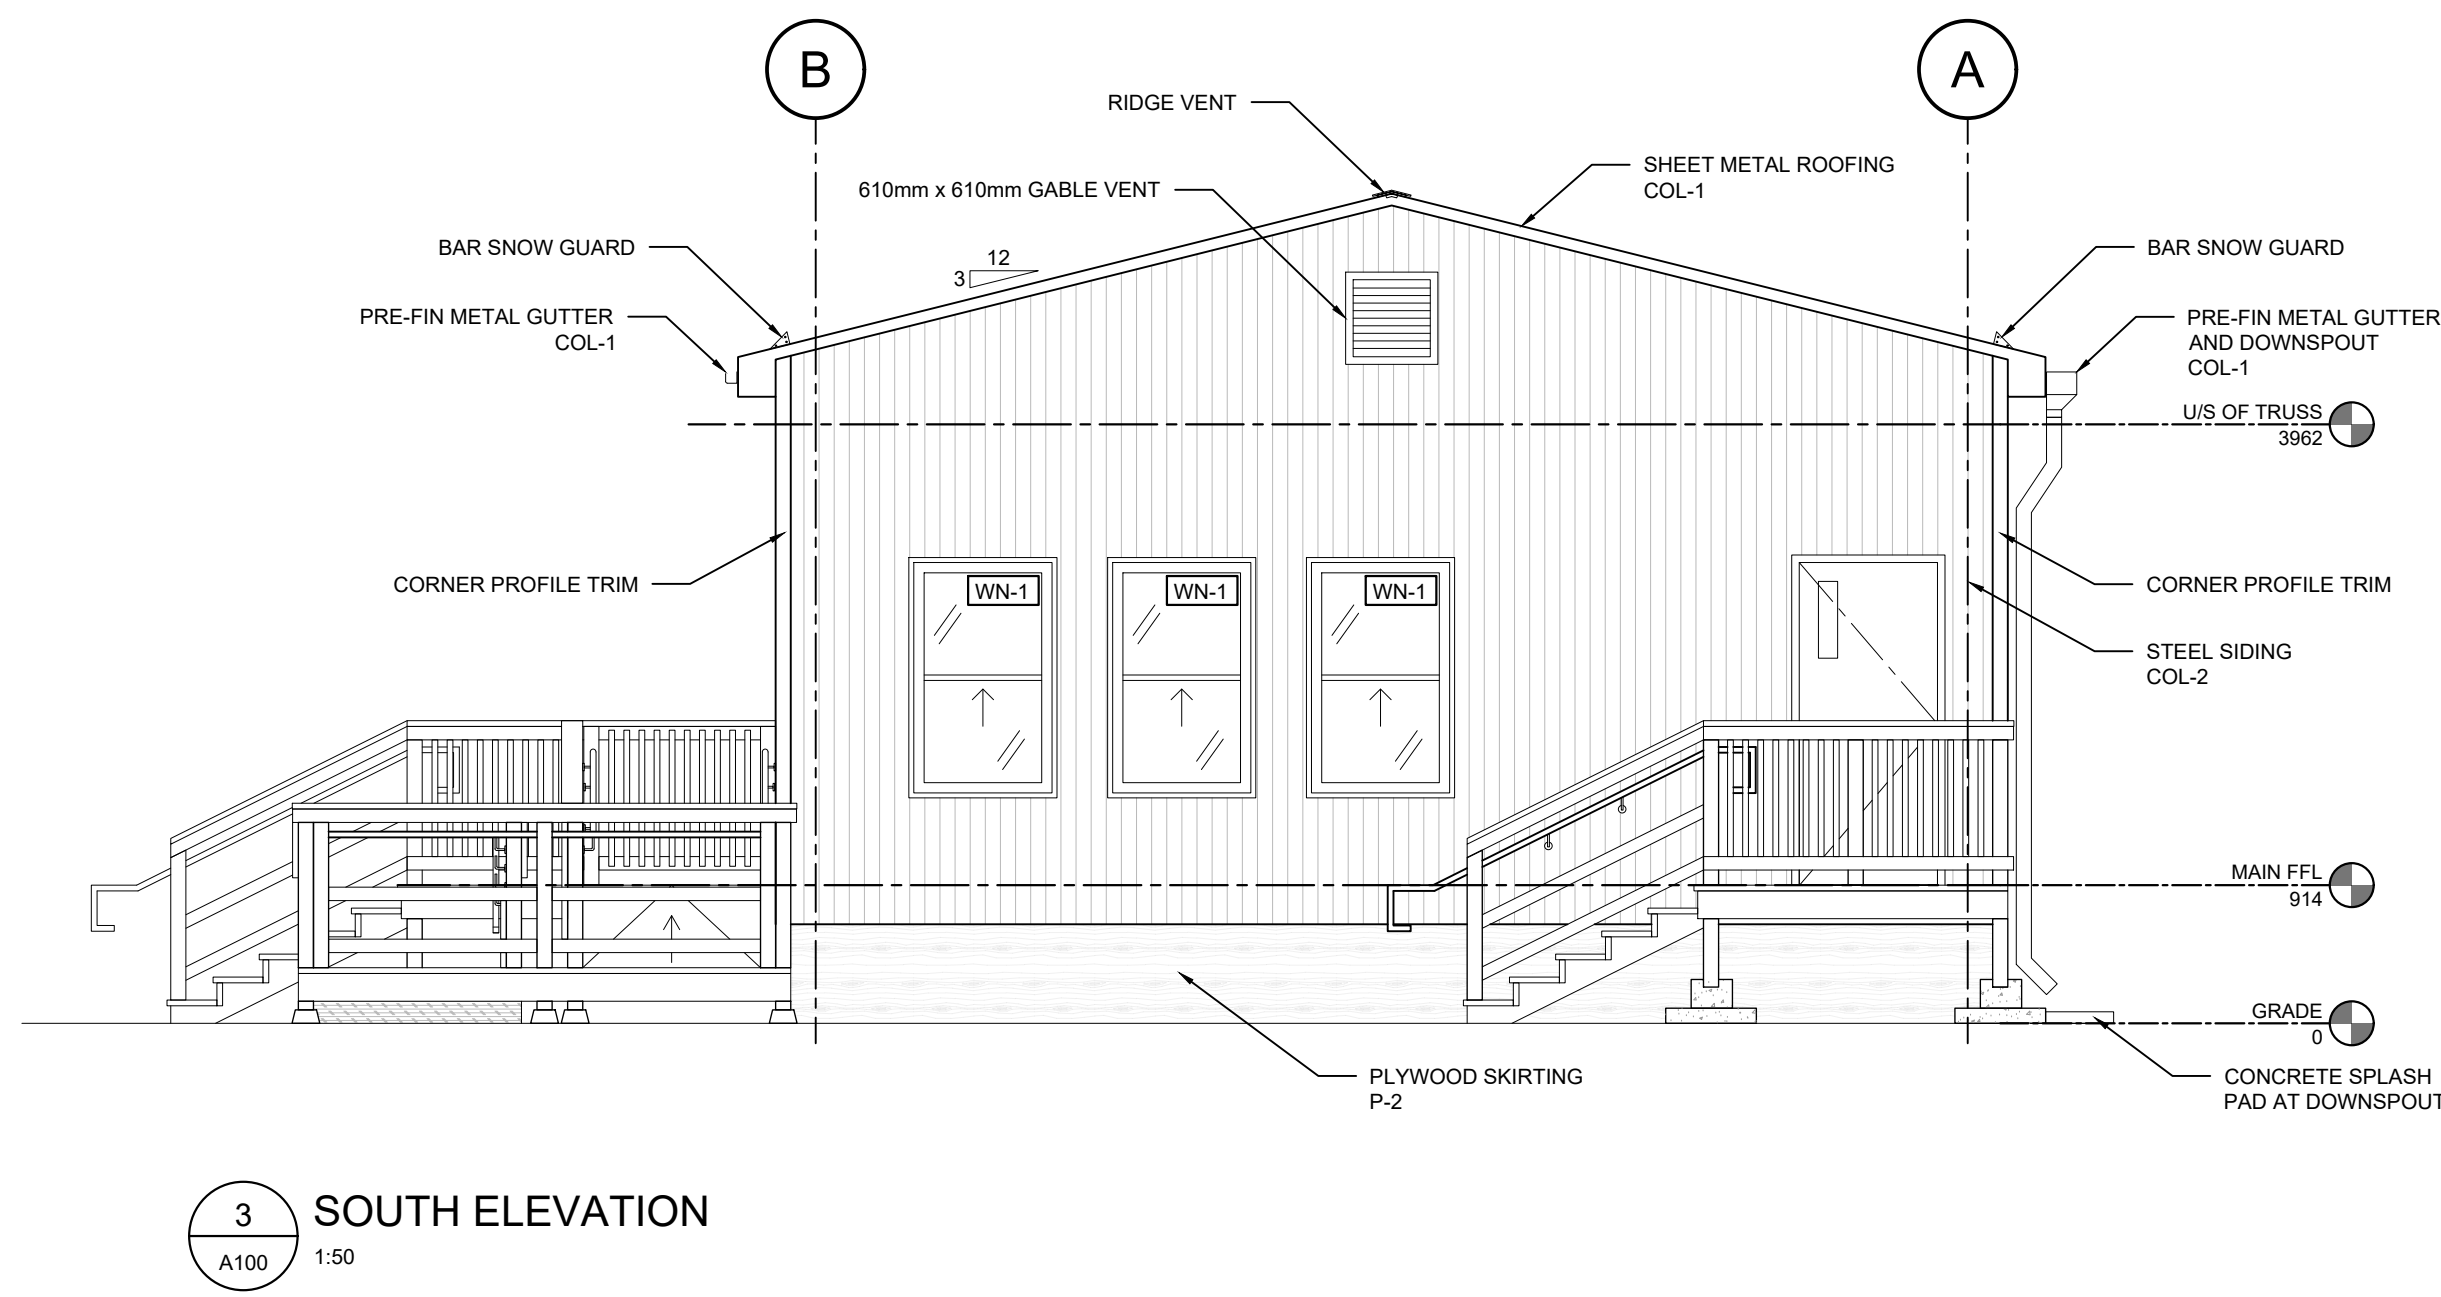 B
A
RIDGE VENT
SHEET METAL ROOFING
COL-1
610mm x 610mm GABLE VENT
BAR SNOW GUARD
12
3
BAR SNOW GUARD
PRE-FIN METAL GUTTER
COL-1
PRE-FIN METAL GUTTER
AND DOWNSPOUT
COL-1
U/S OF TRUSS
3962
CORNER PROFILE TRIM
WN-1
WN-1
WN-1
CORNER PROFILE TRIM
STEEL SIDING
COL-2
MAIN FFL
914
GRADE
0
PLYWOOD SKIRTING
P-2
CONCRETE SPLASH
PAD AT DOWNSPOUT
3
A100
SOUTH ELEVATION
1:50